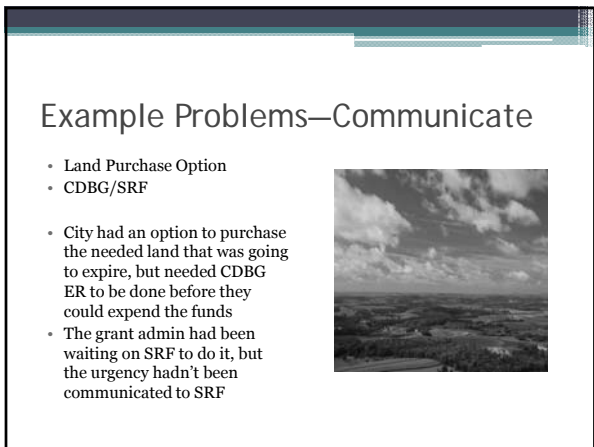 Example Problems—Communicate
• Land Purchase Option
• CDBG/SRF
• City had an option to purchase
the needed land that was going
to expire, but needed CDBG
ER to be done before they
could expend the funds
• The grant admin had been
waiting on SRF to do it, but
the urgency hadn't been
communicated to SRF